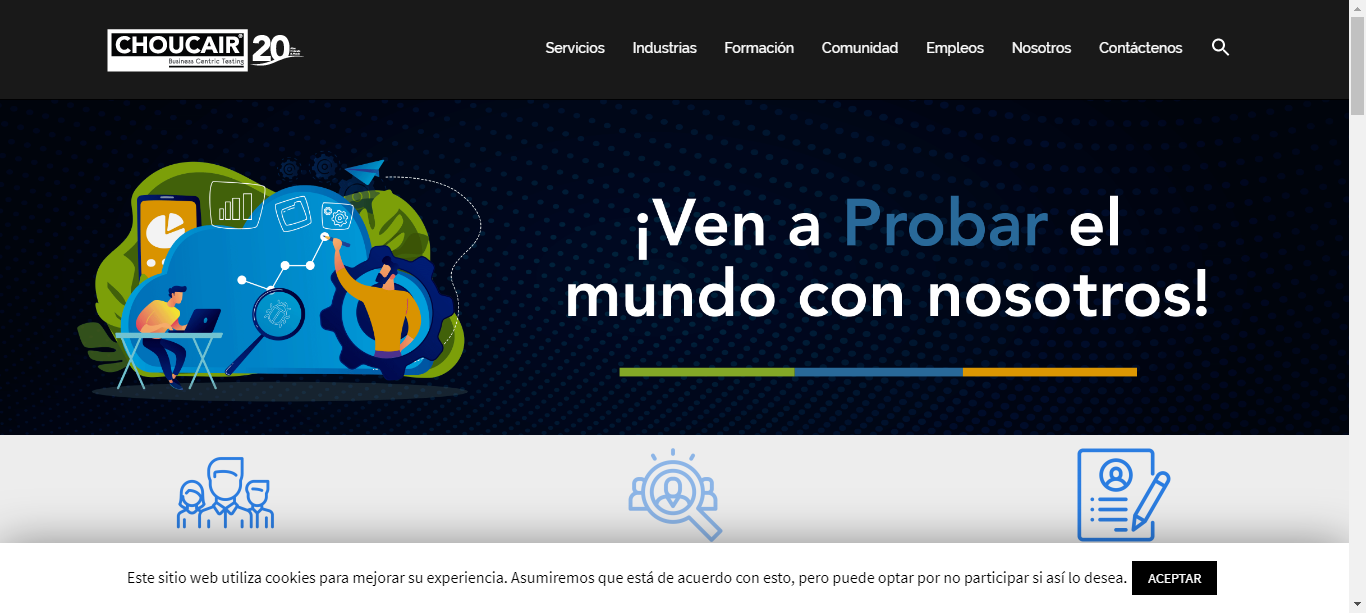 CHOUCAIR®
Business Centric Testing
20
Servicios Industrias Formación Comunidad Empleos Nosotros Contáctenos
¡Ven a Probar el
mundo con nosotros!
Este sitio web utiliza cookies para mejorar su experiencia. Asumiremos que está de acuerdo con esto, pero puede optar por no participar si así lo desea. ACEPTAR